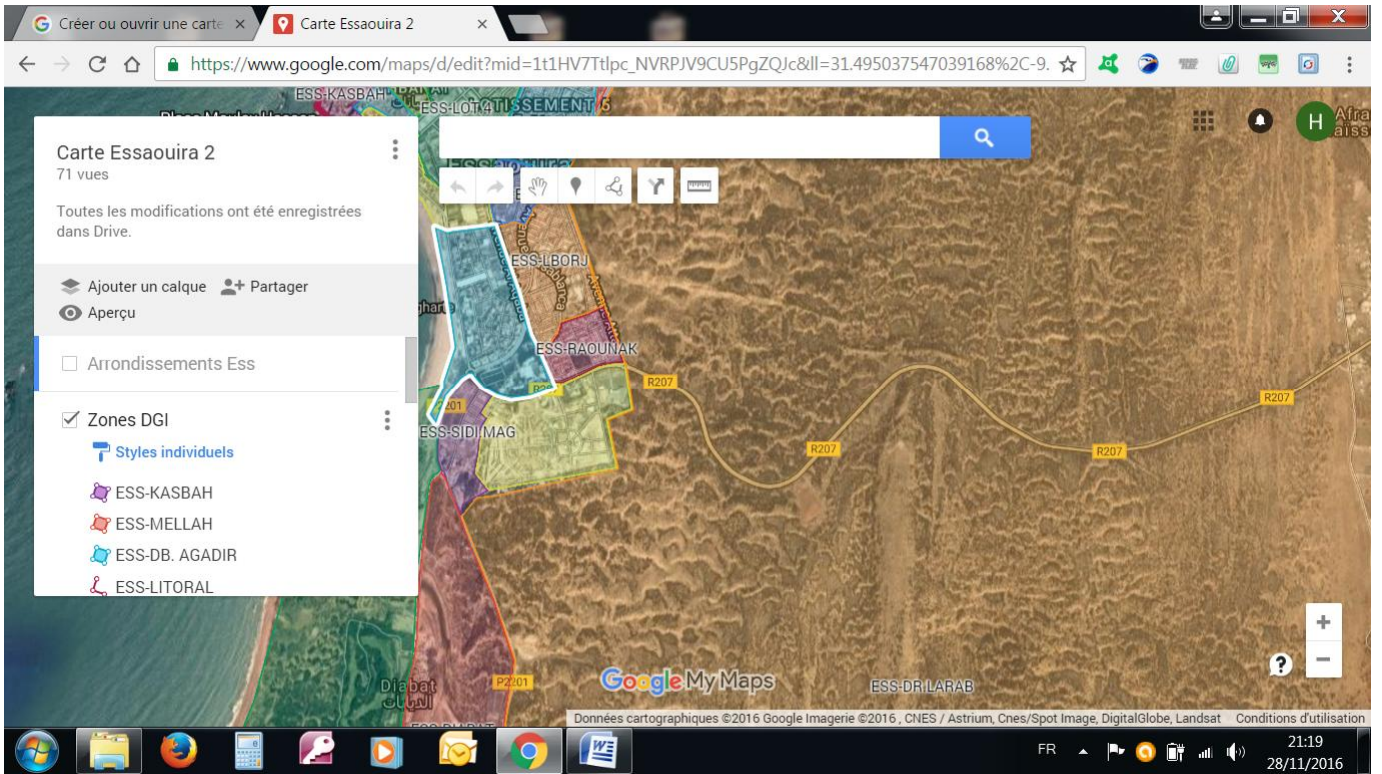 Créer ou ouvrir une carte
Carte Essaouira 2
https://www.google.com/maps/d/edit?mid=1t1HV7Ttlpc_NVRPJV9CU5PgZQJc&ll=31.495037547039168%2C-9.
ESS-KASBAH
ESS-LOT
LOTISSEMENT 5
H
Carte Essaouira 2
71 vues
Toutes les modifications ont été enregistrées
dans Drive.
Ajouter un calque
Partager
Aperçu
Arrondissements Ess
Zones DGI
Styles individuels
ESS-KASBAH
ESS-MELLAH
ESS-DB. AGADIR
ESS-LITORAL
ESS-LBORJ
ESS-RAOUNAK
R207
R207
R207
R207
ESS-SIDI MAG
Diabat
الديابات
P2201
Google My Maps
ESS-DR LARAB
Données cartographiques ©2016 Google Imagerie ©2016 , CNES / Astrium, Cnes/Spot Image, DigitalGlobe, Landsat
Conditions d'utilisation
FR
21:19
28/11/2016